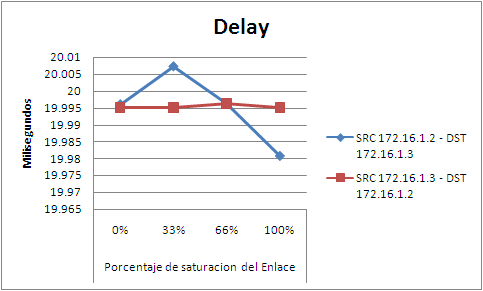 Delay
Milisegundos
20.01
20.005
20
19.995
19.99
19.985
19.98
19.975
19.97
19.965
0% 33% 66% 100%
Porcentaje de saturacion del Enlace
SRC 172.16.1.2 - DST
172.16.1.3
SRC 172.16.1.3 - DST
172.16.1.2